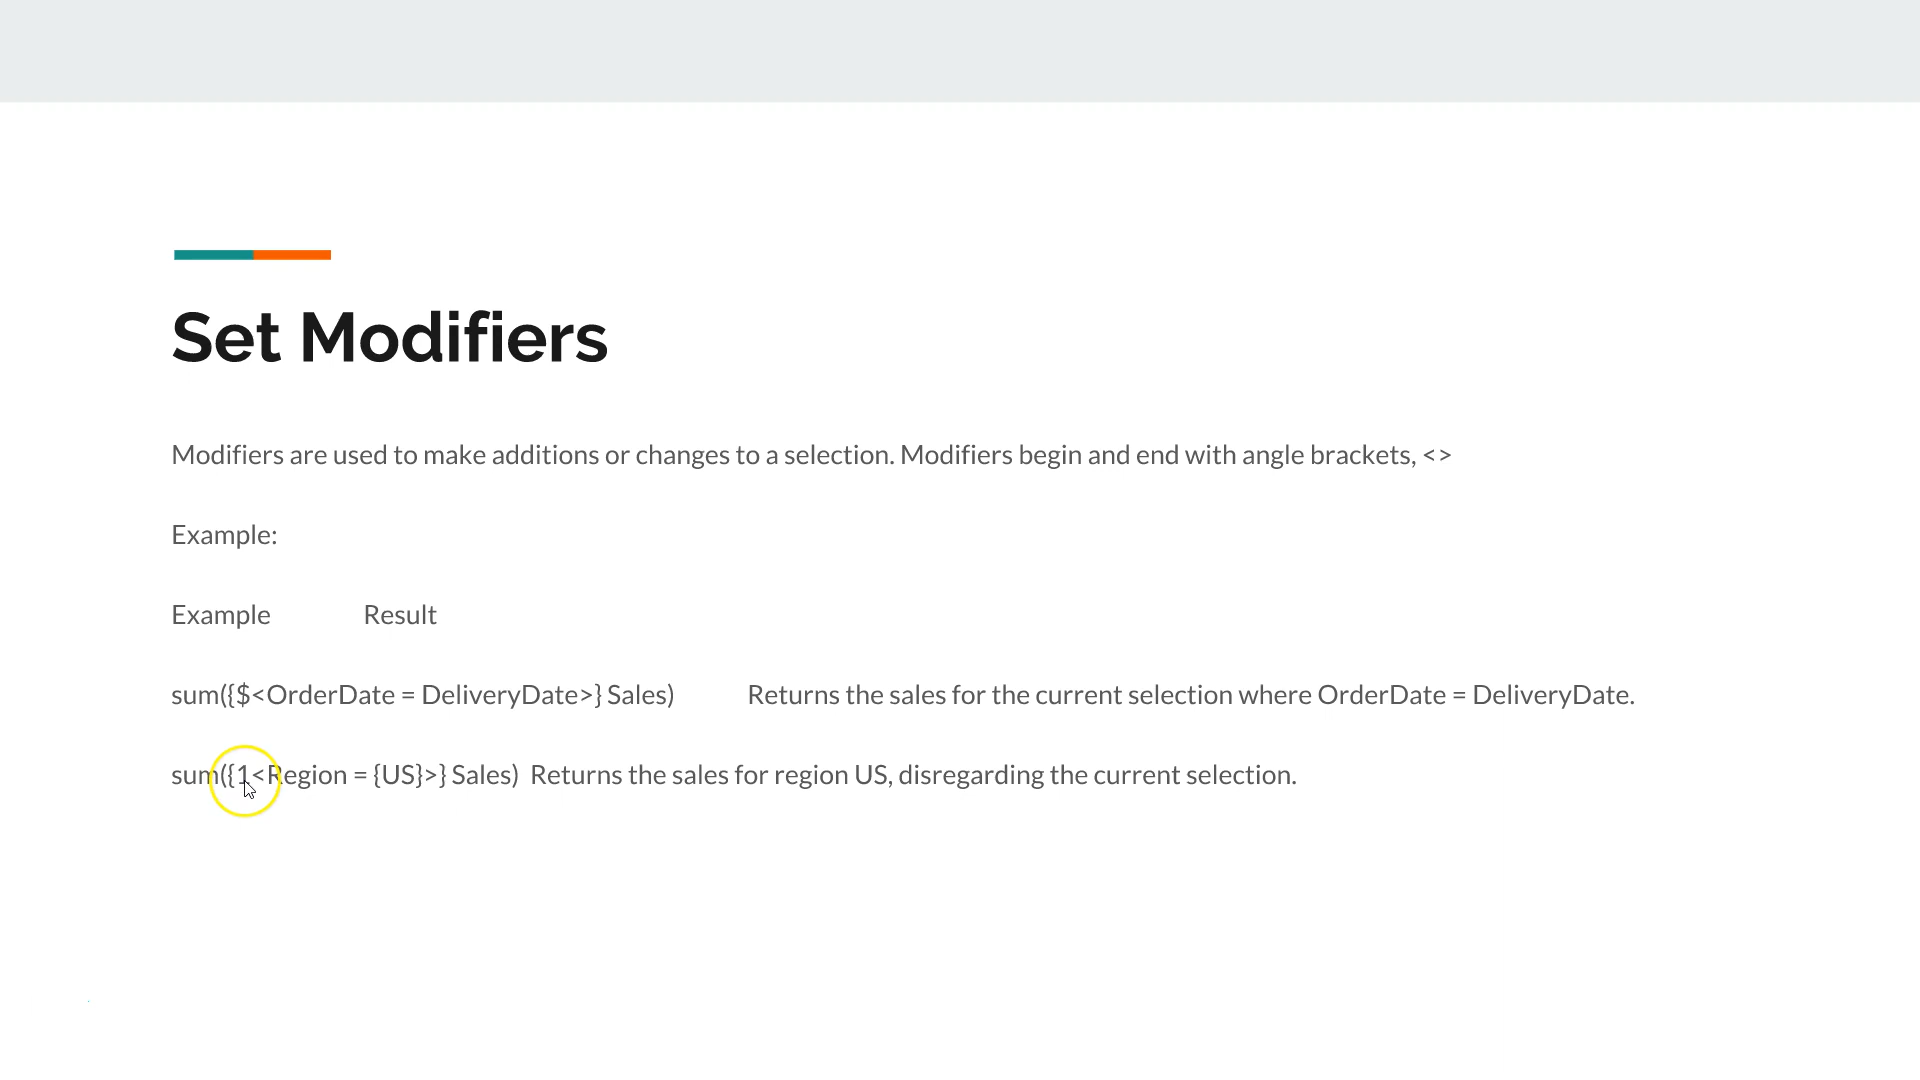 Set Modifiers
Modifiers are used to make additions or changes to a selection. Modifiers begin and end with angle brackets, <>
Example:
Example Result
sum({$<OrderDate = DeliveryDate>} Sales) Returns the sales for the current selection where OrderDate = DeliveryDate.
sum({1<Region = {US}>} Sales) Returns the sales for region US, disregarding the current selection.